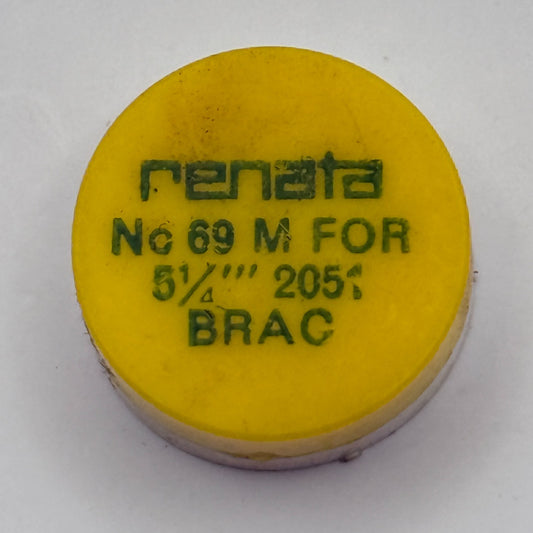 renata
No 69 M FOR
5¼''' 2051
BRAC